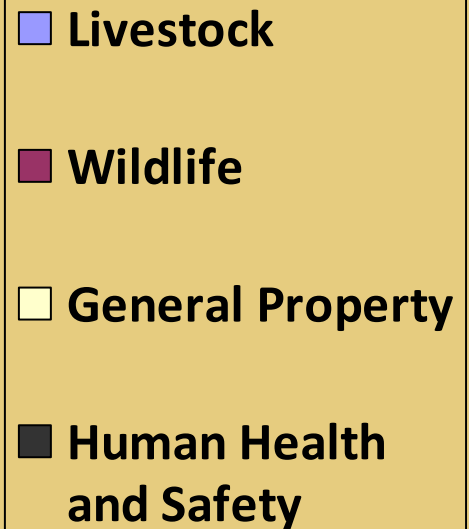 Livestock
Wildlife
General Property
Human Health
and Safety